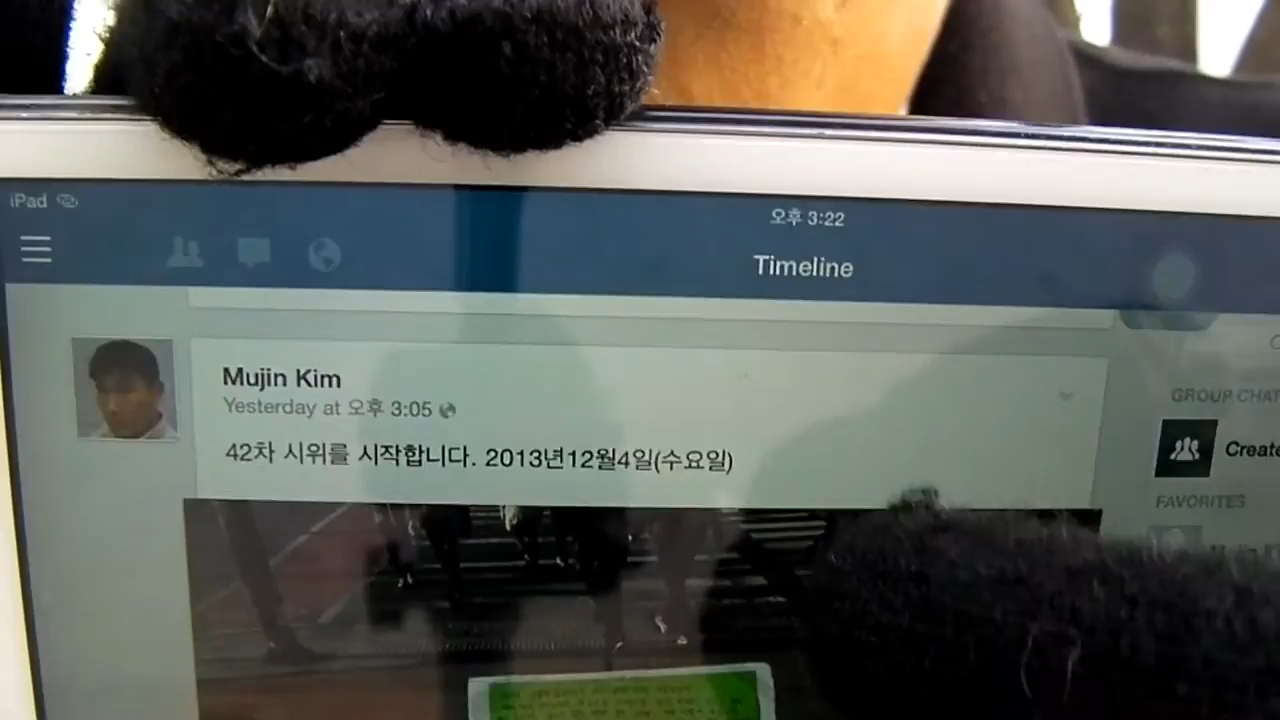 iPad
오후 3:22
Timeline
Mujin Kim
Yesterday at 오후 3:05
42차 시위를 시작합니다. 2013년12월4일(수요일)
GROUP CHAT
Create
FAVORITES